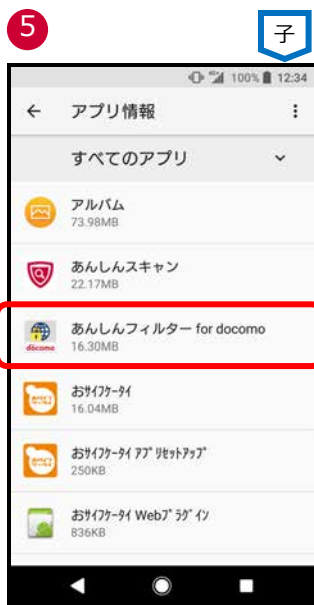 5
子
100% 12:34
アプリ情報
すべてのアプリ
アルバム
73.98MB
あんしんスキャン
22.17MB
あんしんフィルター for docomo
16.30MB
döcomo
おサイフケータイ
16.04MB
おサイフケータイ アプリセットアップ
250KB
おサイフケータイ Webプラグイン
836KB